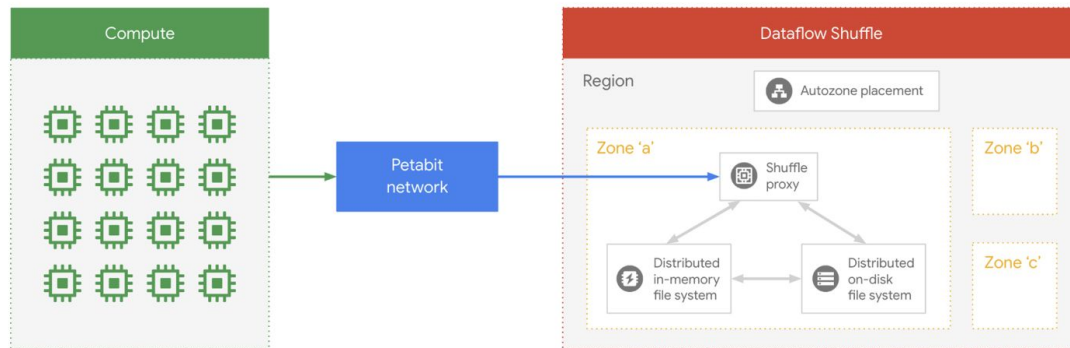 Compute
Dataflow Shuffle
Region
Autozone placement
Petabit
network
Zone 'a'
Shuffle
proxy
Distributed
in-memory
file system
Distributed
on-disk
file system
Zone 'b'
Zone 'c'